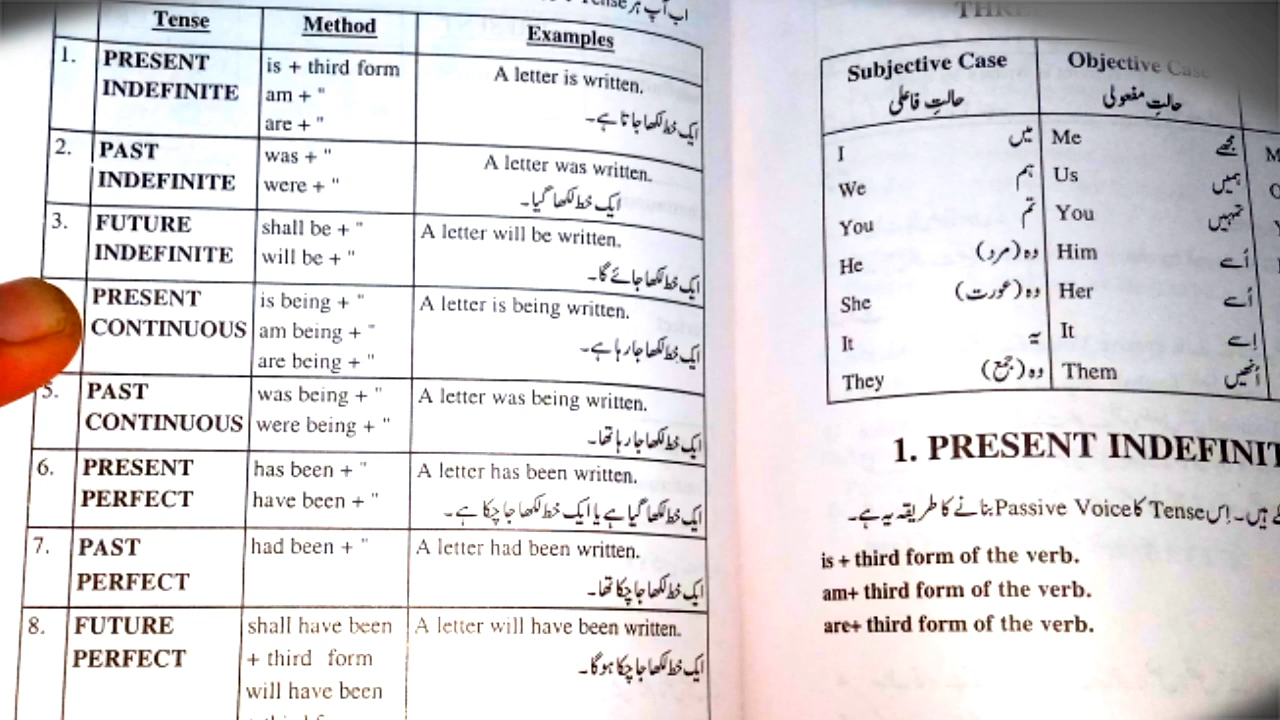 اب آپ ہر Tense
Tense Method Examples
1. PRESENT INDEFINITE
is + third form
am + "
are + "
A letter is written.
ایک خط لکھا جاتا ہے۔
2. PAST INDEFINITE
was + "
were + "
A letter was written.
ایک خط لکھا گیا۔
3. FUTURE INDEFINITE
shall be + "
will be + "
A letter will be written.
ایک خط لکھا جائے گا۔
PRESENT CONTINUOUS
is being + "
am being + "
are being + "
A letter is being written.
ایک خط لکھا جا رہا ہے۔
5. PAST CONTINUOUS
was being + "
were being + "
A letter was being written.
ایک خط لکھا جا رہا تھا۔
6. PRESENT PERFECT
has been + "
have been + "
A letter has been written.
ایک خط لکھا گیا ہے یا ایک خط لکھا جا چکا ہے۔
7. PAST PERFECT
had been + "
A letter had been written.
ایک خط لکھا جا چکا تھا۔
8. FUTURE PERFECT
shall have been
+ third form
will have been
A letter will have been written.
ایک خط لکھا جا چکا ہوگا۔
Subjective Case Objective Case
حالتِ فاعلی حالتِ مفعولی
I میں Me مجھے
We ہم Us ہمیں
You تم You تمہیں
He وہ (مرد) Him اُسے
She وہ (عورت) Her اُسے
It یہ It اِسے
They وہ (جمع) Them اُنھیں
1. PRESENT INDEFINIT
ہیں۔ اِس Tense کا Passive Voice بنانے کا طریقہ یہ ہے۔
is + third form of the verb.
am+ third form of the verb.
are+ third form of the verb.